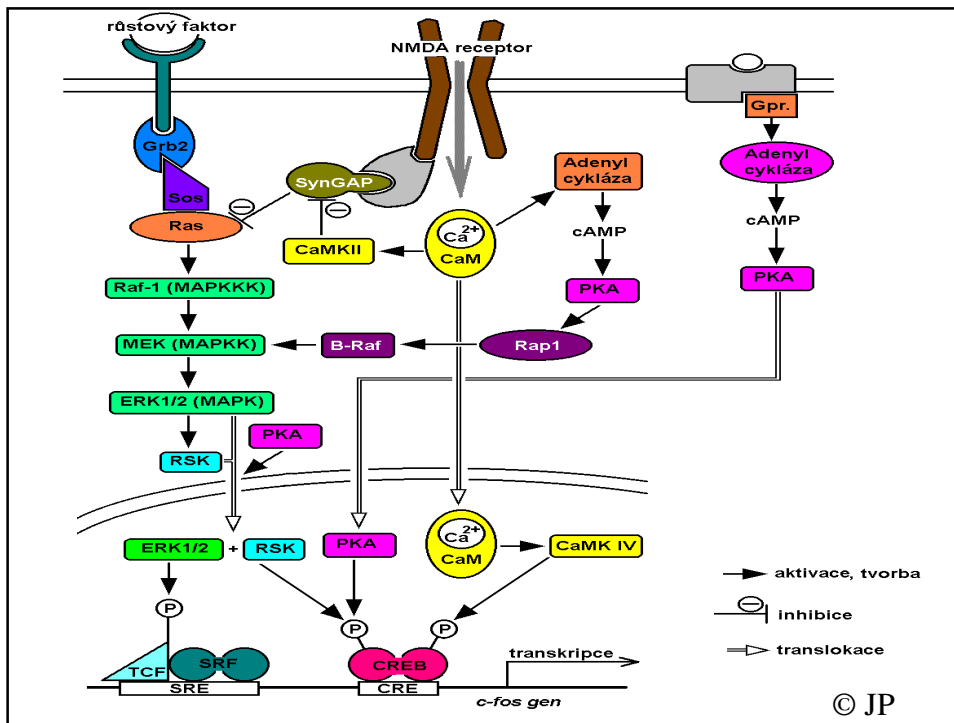 růstový faktor
NMDA receptor
Gpr.
Grb2
Adenyl
cykláza
Adenyl
cykláza
SynGAP
Sos
Ras
cAMP
cAMP
CaMKII
Ca2+
CaM
Raf-1 (MAPKKK)
PKA
PKA
MEK (MAPKK)
B-Raf
Rap1
ERK1/2 (MAPK)
PKA
RSK
ERK1/2 + RSK
PKA
Ca2+
CaM
CaMK IV
aktivace, tvorba
P
inhibice
P
P
translokace
TCF
SRF
CREB
transkripce
SRE
CRE
c-fos gen
© JP